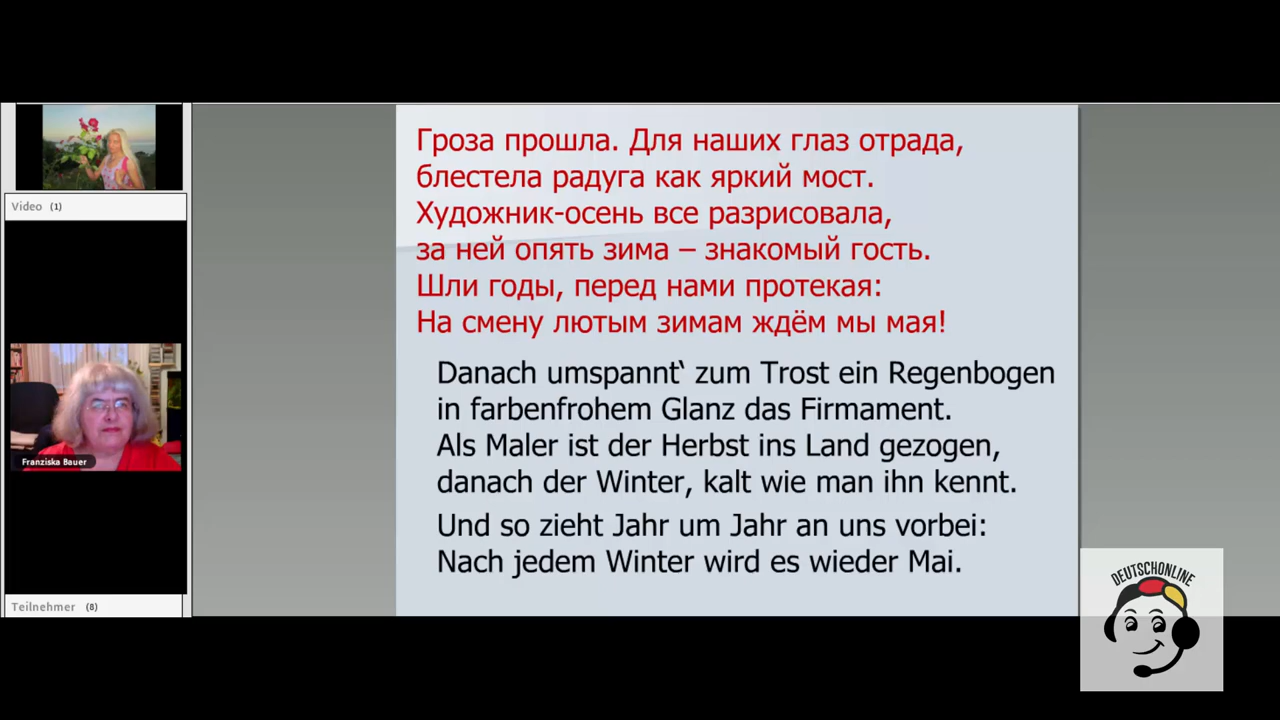 Video (1)
Franziska Bauer
Teilnehmer (8)
Гроза прошла. Для наших глаз отрада,
блестела радуга как яркий мост.
Художник-осень все разрисовала,
за ней опять зима – знакомый гость.
Шли годы, перед нами протекая:
На смену лютым зимам ждём мы мая!
Danach umspannt‛ zum Trost ein Regenbogen
in farbenfrohem Glanz das Firmament.
Als Maler ist der Herbst ins Land gezogen,
danach der Winter, kalt wie man ihn kennt.
Und so zieht Jahr um Jahr an uns vorbei:
Nach jedem Winter wird es wieder Mai.
DEUTSCHONLINE